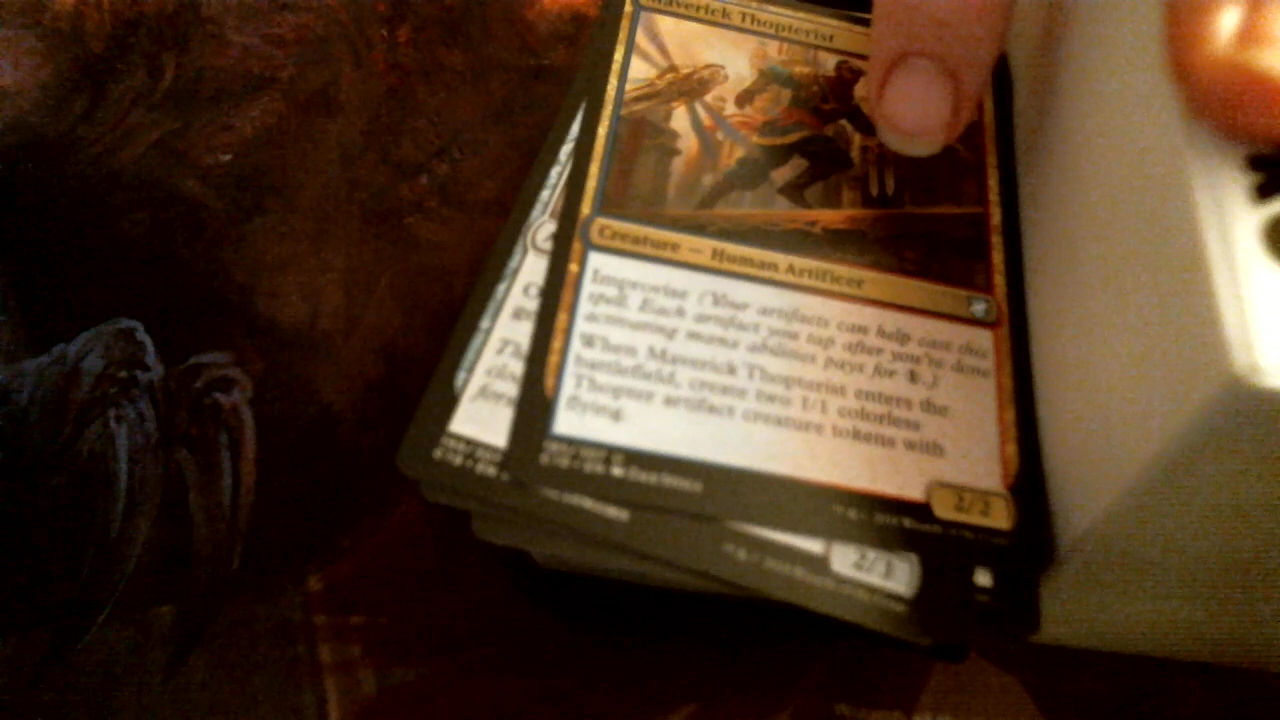 Maverick Thopterist
Creature — Human Artificer
Improvise (Your artifacts can help cast this
spell. Each artifact you tap after you're done
activating mana abilities pays for 1.)
When Maverick Thopterist enters the
battlefield, create two 1/1 colorless
Thopter artifact creature tokens with
flying.
2/2
2/1